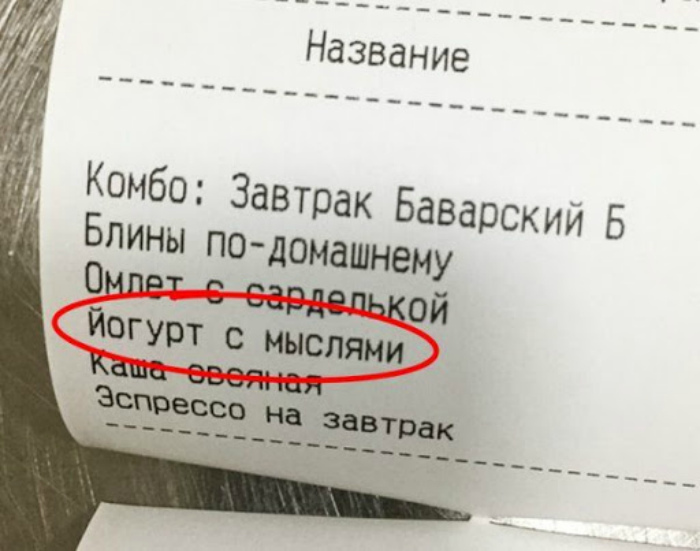 Название
Комбо: Завтрак Баварский Б
Блины по-домашнему
Омлет с сарделькой
Йогурт с мыслями
Каша овсяная
Эспрессо на завтрак